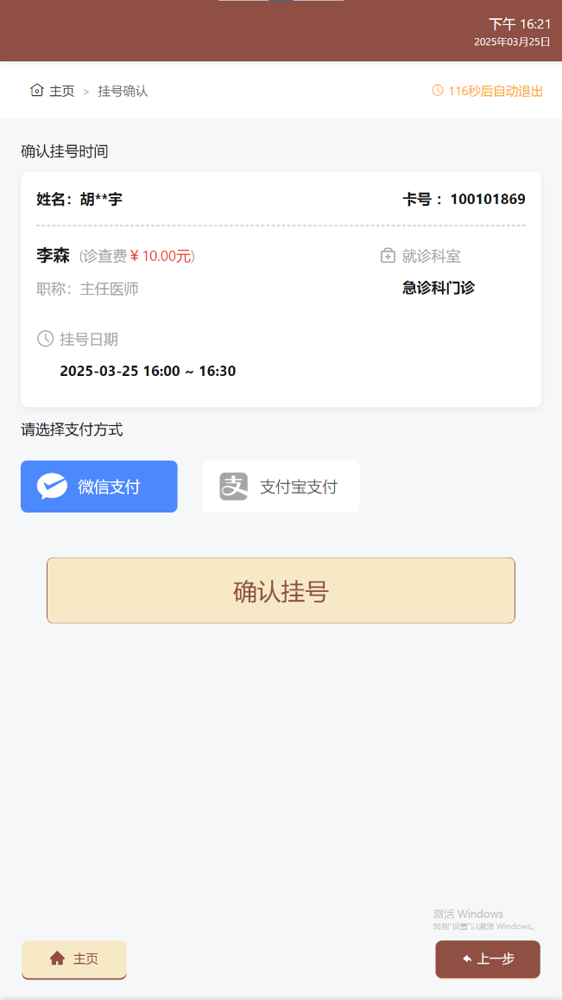 下午 16:21
2025年03月25日
主页 > 挂号确认
116秒后自动退出
确认挂号时间
姓名：胡**宇
卡号 ：100101869
李森 (诊查费 ¥ 10.00元)
就诊科室
职称：主任医师
急诊科门诊
挂号日期
2025-03-25 16:00 ~ 16:30
请选择支付方式
微信支付
支 支付宝支付
确认挂号
激活 Windows
转到"设置"以激活 Windows。
主页
上一步